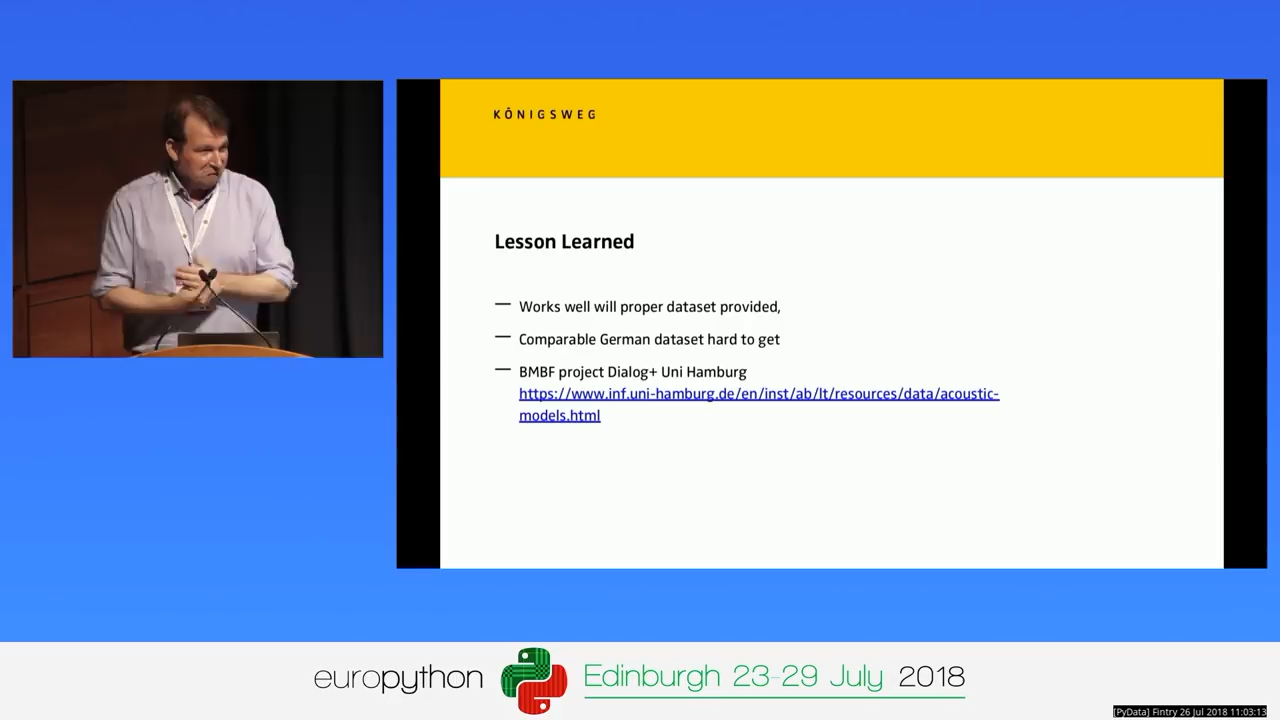 KÖNIGSWEG
Lesson Learned
— Works well will proper dataset provided,
— Comparable German dataset hard to get
— BMBF project Dialog+ Uni Hamburg
https://www.inf.uni-hamburg.de/en/inst/ab/lt/resources/data/acoustic-
models.html
europython Edinburgh 23-29 July 2018
[PyData] Fintry 26 Jul 2018 11:03:13